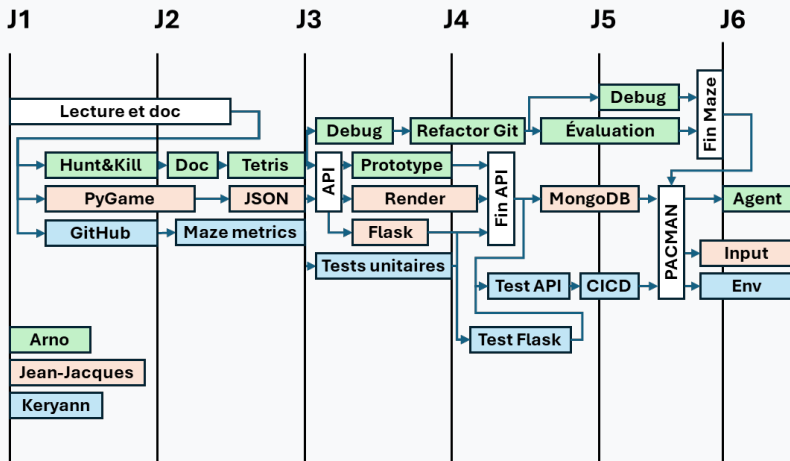 J1
J2
J3
J4
J5
J6
Lecture et doc
Debug
Fin Maze
Debug
Refactor Git
Évaluation
Hunt&Kill
Doc
Tetris
API
Prototype
Fin API
PyGame
JSON
Render
MongoDB
PACMAN
Agent
GitHub
Maze metrics
Flask
Input
Tests unitaires
Test API
CICD
Env
Test Flask
Arno
Jean-Jacques
Keryann